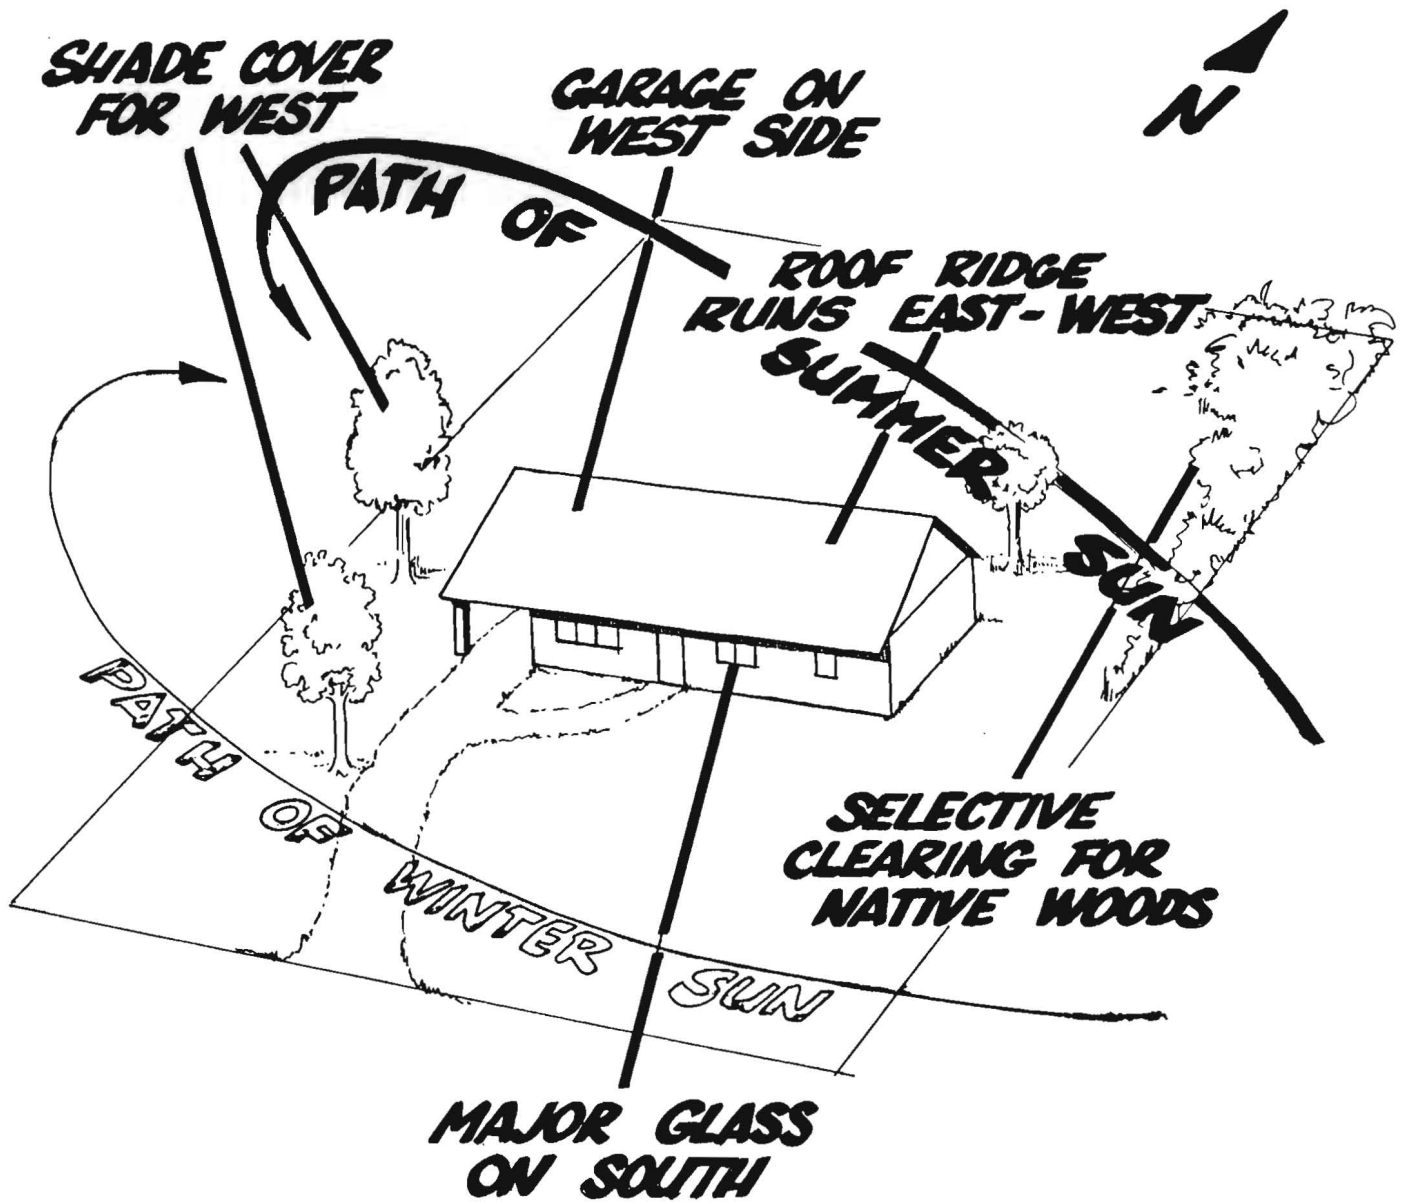 SHADE COVER
FOR WEST
GARAGE ON
WEST SIDE
N
PATH OF
SUMMER
SUN
ROOF RIDGE
RUNS EAST-WEST
PATH OF WINTER SUN
SELECTIVE
CLEARING FOR
NATIVE WOODS
MAJOR GLASS
ON SOUTH